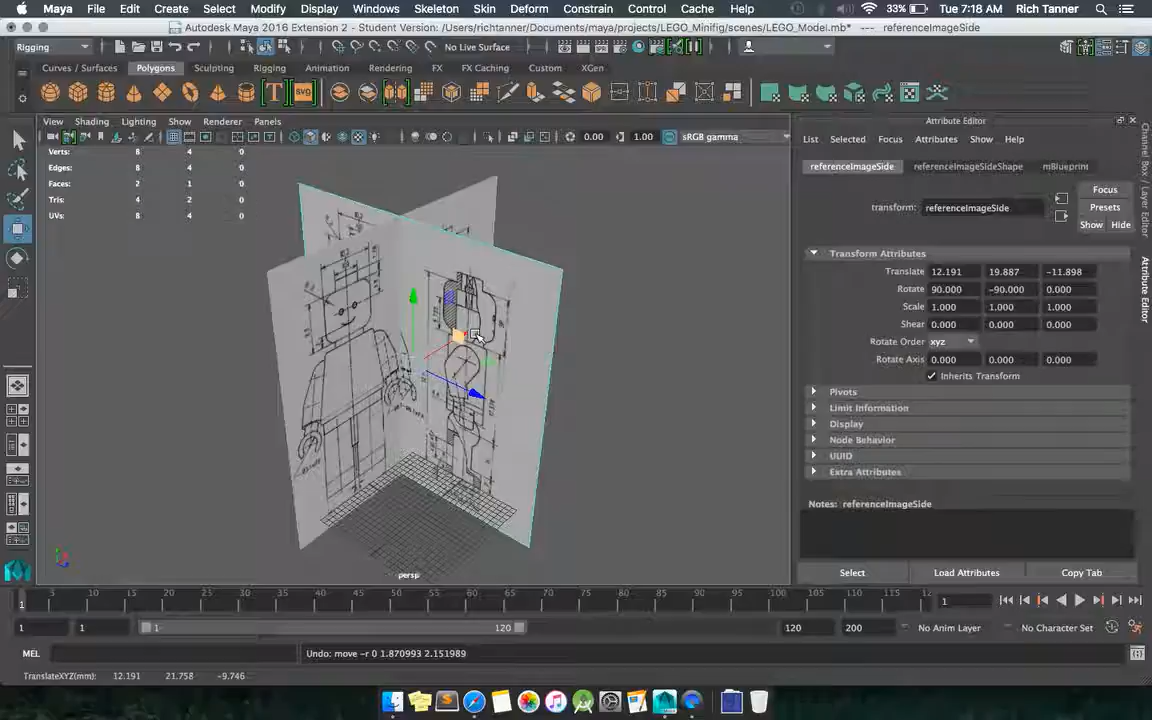 Maya File Edit Create Select Modify Display Windows Skeleton Skin Deform Constrain Control Cache Help 33% Tue 7:18 AM Rich Tanner
Autodesk Maya 2016 Extension 2 - Student Version: /Users/richtanner/Documents/maya/projects/LEGO_Minifig/scenes/LEGO_Model.mb* --- referenceImageSide
Rigging No Live Surface
Curves / Surfaces Polygons Sculpting Rigging Animation Rendering FX FX Caching Custom XGen
T SVG
View Shading Lighting Show Renderer Panels
0.00 1.00 sRGB gamma
Verts: 8 4 0
Edges: 8 4 0
Faces: 2 1 0
Tris: 4 2 0
UVs: 8 4 0
persp
Attribute Editor
List Selected Focus Attributes Show Help
referenceImageSide referenceImageSideShape mBlueprint
Focus
transform: referenceImageSide Presets
Show Hide
Transform Attributes
Translate 12.191 19.887 -11.898
Rotate 90.000 -90.000 0.000
Scale 1.000 1.000 1.000
Shear 0.000 0.000 0.000
Rotate Order xyz
Rotate Axis 0.000 0.000 0.000
Inherits Transform
Pivots
Limit Information
Display
Node Behavior
UUID
Extra Attributes
Notes: referenceImageSide
Select Load Attributes Copy Tab
Channel Box / Layer Editor
Attribute Editor
1 5 10 15 20 25 30 35 40 45 50 55 60 65 70 75 80 85 90 95 100 105 110 115 12 1
1 1 1 120 120 200 No Anim Layer No Character Set
MEL Undo: move -r 0 1.870993 2.151989
TranslateXYZ(mm): 12.191 21.758 -9.746